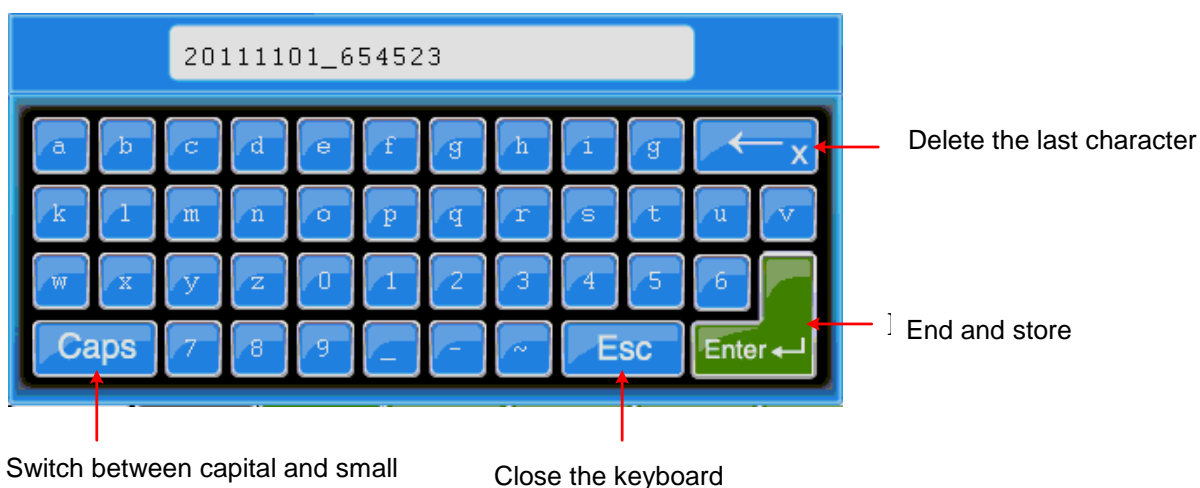 20111101_654523
a b c d e f g h i g ←x
Delete the last character
k l m n o p q r s t u v
w x y z 0 1 2 3 4 5 6
End and store
Caps 7 8 9 _ - ~ Esc Enter
Switch between capital and small
Close the keyboard